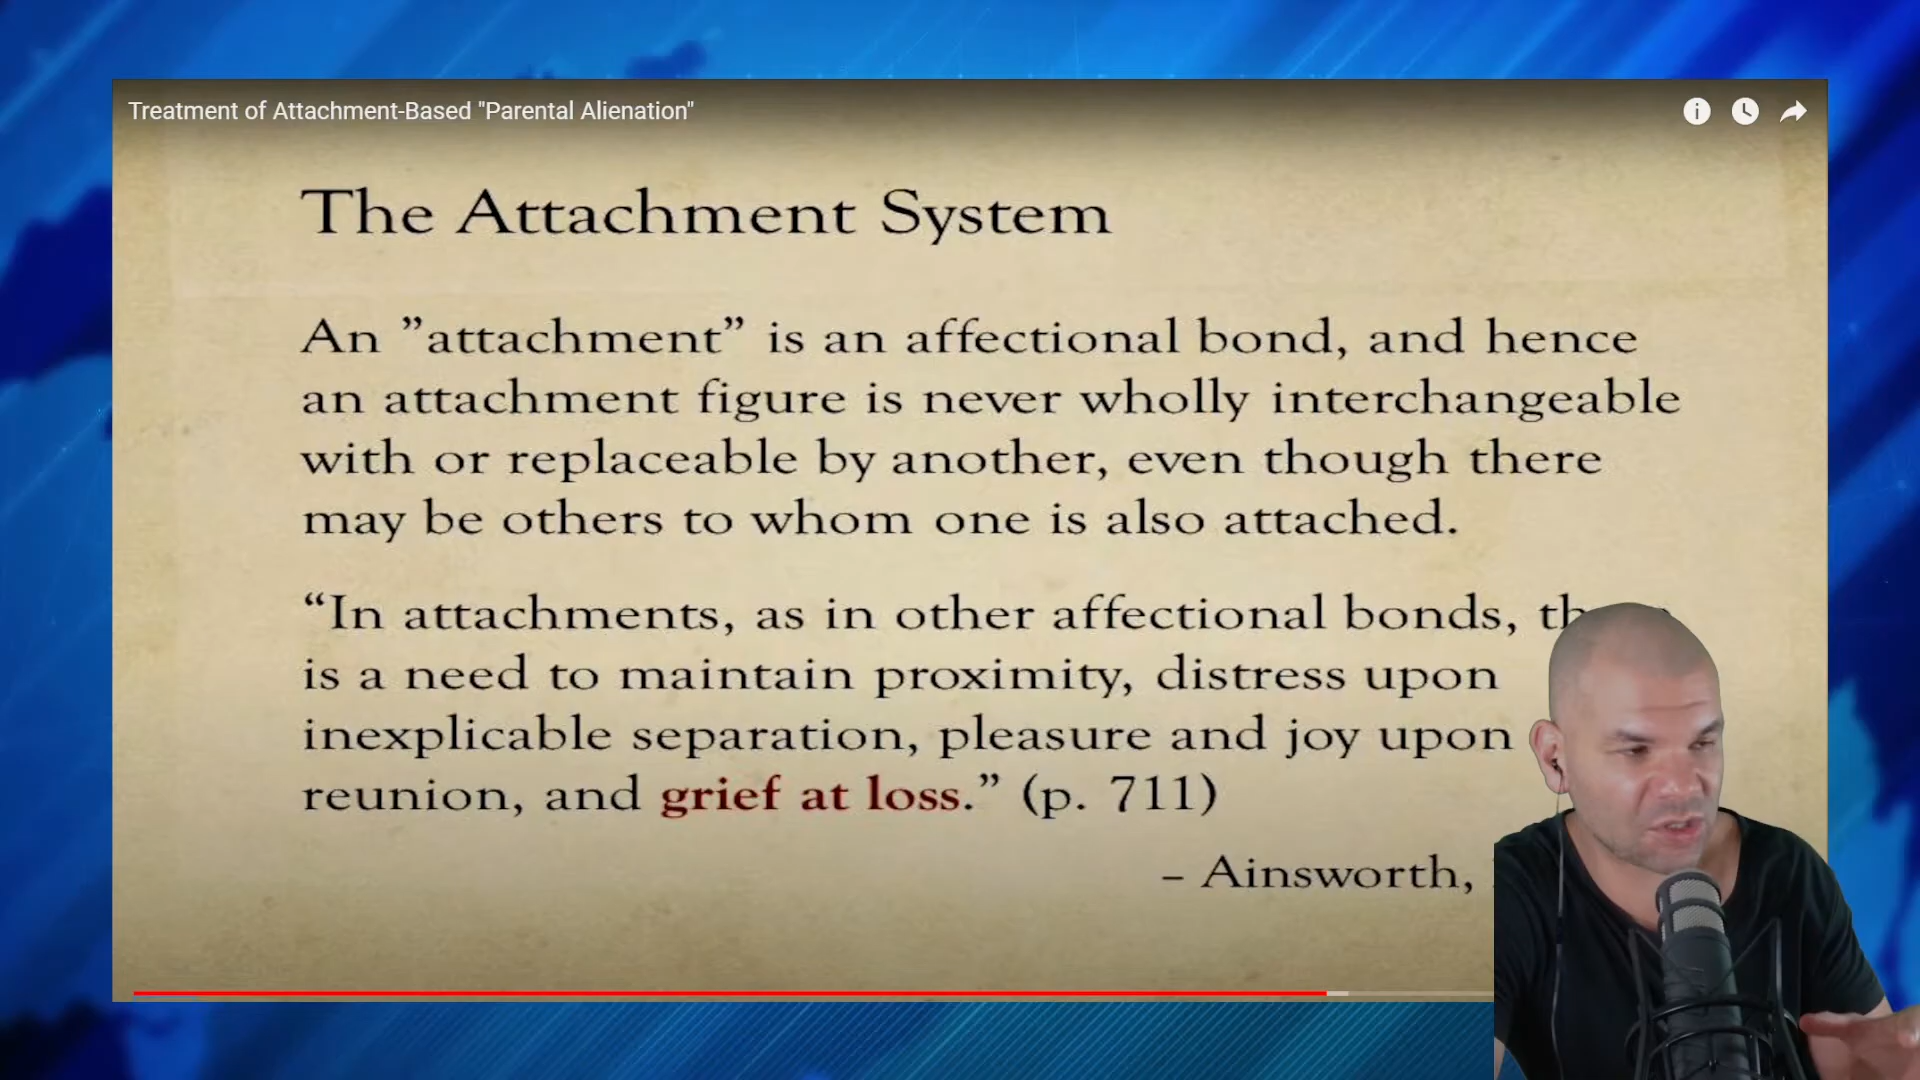 Treatment of Attachment-Based "Parental Alienation"
The Attachment System
An ”attachment” is an affectional bond, and hence
an attachment figure is never wholly interchangeable
with or replaceable by another, even though there
may be others to whom one is also attached.
“In attachments, as in other affectional bonds,
is a need to maintain proximity, distress upon
inexplicable separation, pleasure and joy upon
reunion, and grief at loss.” (p. 711)
– Ainsworth,